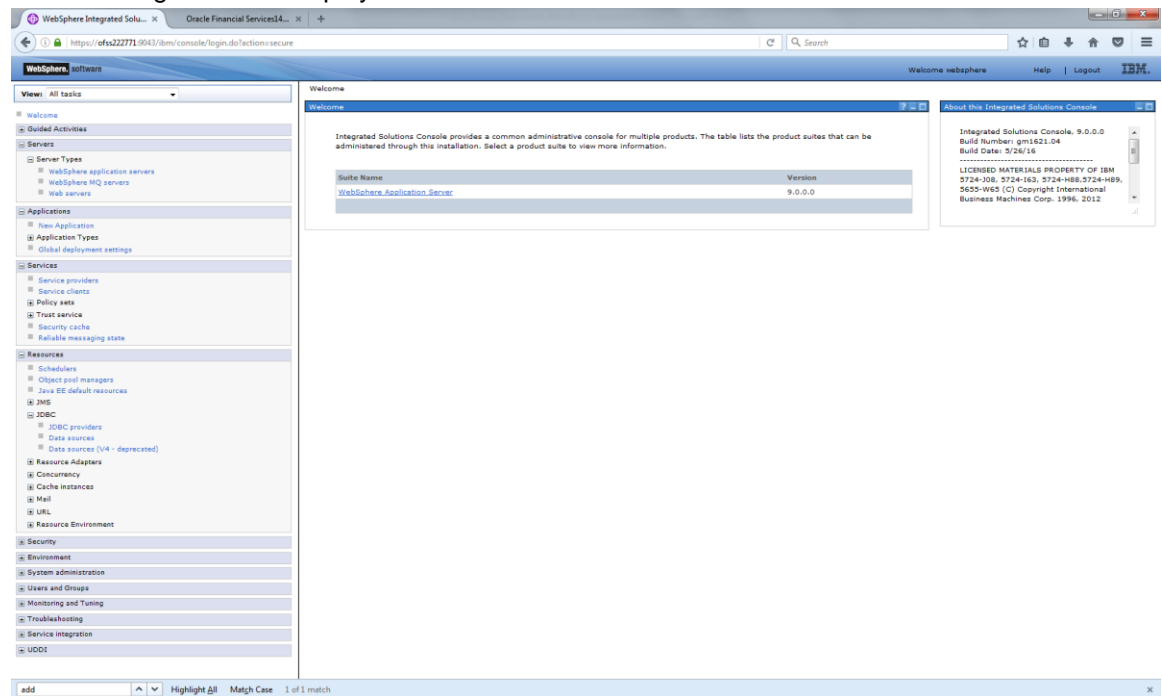 WebSphere Integrated Solu... ×
Oracle Financial Services14... ×
+
https://ofss222771:9043/ibm/console/login.do?action=secure
Search
WebSphere. software
Welcome websphere
Help | Logout
IBM.
View: All tasks
Welcome
Guided Activities
Servers
Server Types
WebSphere application servers
WebSphere MQ servers
Web servers
Applications
New Application
Application Types
Global deployment settings
Services
Service providers
Service clients
Policy sets
Trust service
Security cache
Reliable messaging state
Resources
Schedulers
Object pool managers
Java EE default resources
JMS
JDBC
JDBC providers
Data sources
Data sources (V4 - deprecated)
Resource Adapters
Concurrency
Cache instances
Mail
URL
Resource Environment
Security
Environment
System administration
Users and Groups
Monitoring and Tuning
Troubleshooting
Service integration
UDDI
Welcome
Welcome
Integrated Solutions Console provides a common administrative console for multiple products. The table lists the product suites that can be
administered through this installation. Select a product suite to view more information.
Suite Name Version
WebSphere Application Server 9.0.0.0
About this Integrated Solutions Console
Integrated Solutions Console, 9.0.0.0
Build Number: gm1621.04
Build Date: 5/26/16
----------------------------------
LICENSED MATERIALS PROPERTY OF IBM
5724-J08, 5724-I63, 5724-H88,5724-H89,
5655-W65 (C) Copyright International
Business Machines Corp. 1996, 2012
add
Highlight All Match Case 1 of 1 match